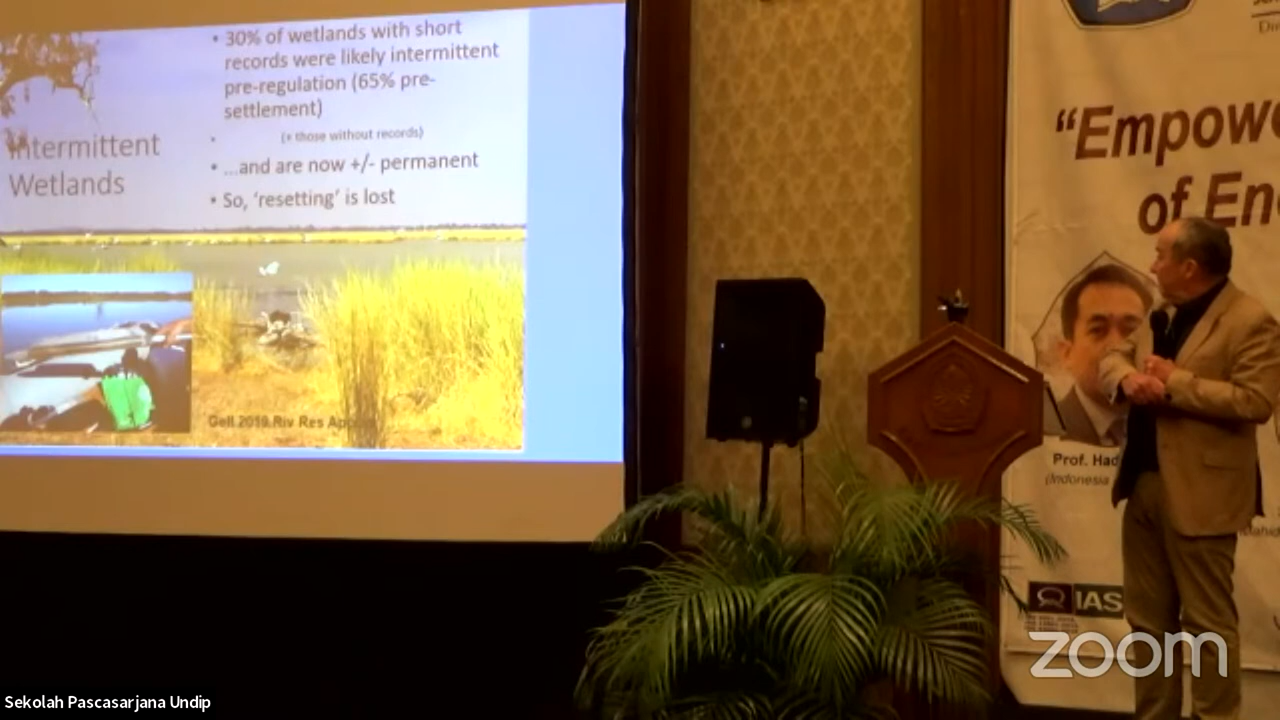 • 30% of wetlands with short
records were likely intermittent
pre-regulation (65% pre-
settlement)
• (+ those without records)
• ...and are now +/- permanent
• So, 'resetting' is lost
Intermittent
Wetlands
Gell 2019 Riv Res App
"Empowe
of En
Prof. Had
(Indonesia
IAS
zoom
Sekolah Pascasarjana Undip